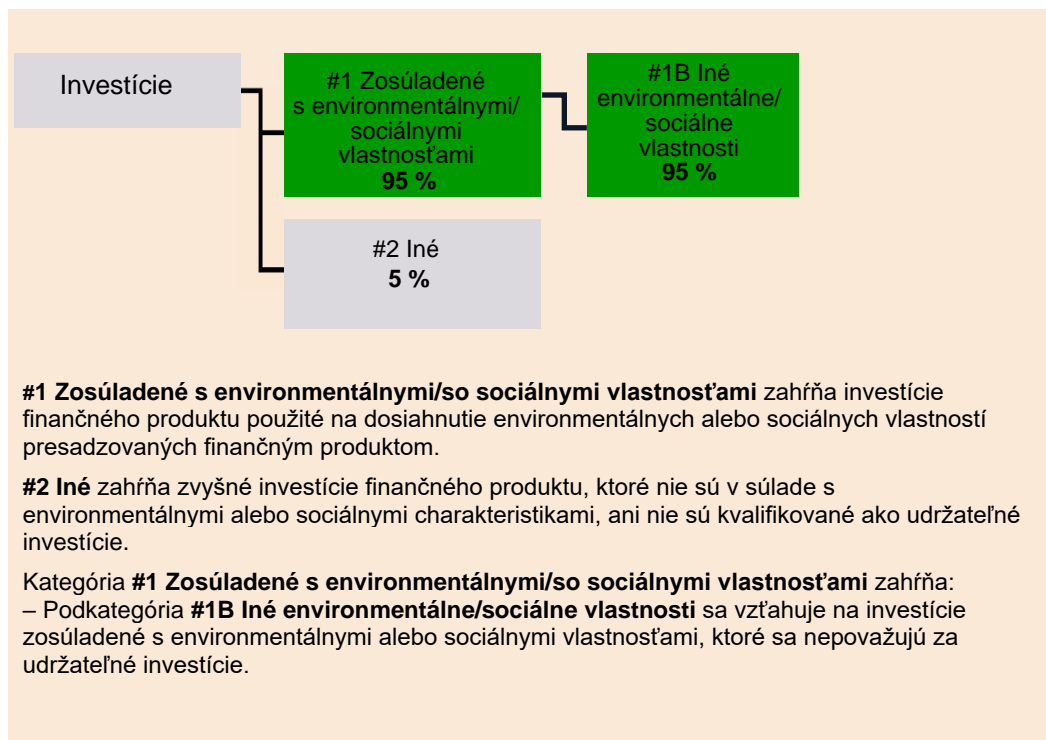 Investície
#1 Zosúladené
s environmentálnymi/
sociálnymi
vlastnosťami
95 %
#1B Iné
environmentálne/
sociálne
vlastnosti
95 %
#2 Iné
5 %
#1 Zosúladené s environmentálnymi/so sociálnymi vlastnosťami zahŕňa investície
finančného produktu použité na dosiahnutie environmentálnych alebo sociálnych vlastností
presadzovaných finančným produktom.
#2 Iné zahŕňa zvyšné investície finančného produktu, ktoré nie sú v súlade s
environmentálnymi alebo sociálnymi charakteristikami, ani nie sú kvalifikované ako udržateľné
investície.
Kategória #1 Zosúladené s environmentálnymi/so sociálnymi vlastnosťami zahŕňa:
– Podkategória #1B Iné environmentálne/sociálne vlastnosti sa vzťahuje na investície
zosúladené s environmentálnymi alebo sociálnymi vlastnosťami, ktoré sa nepovažujú za
udržateľné investície.